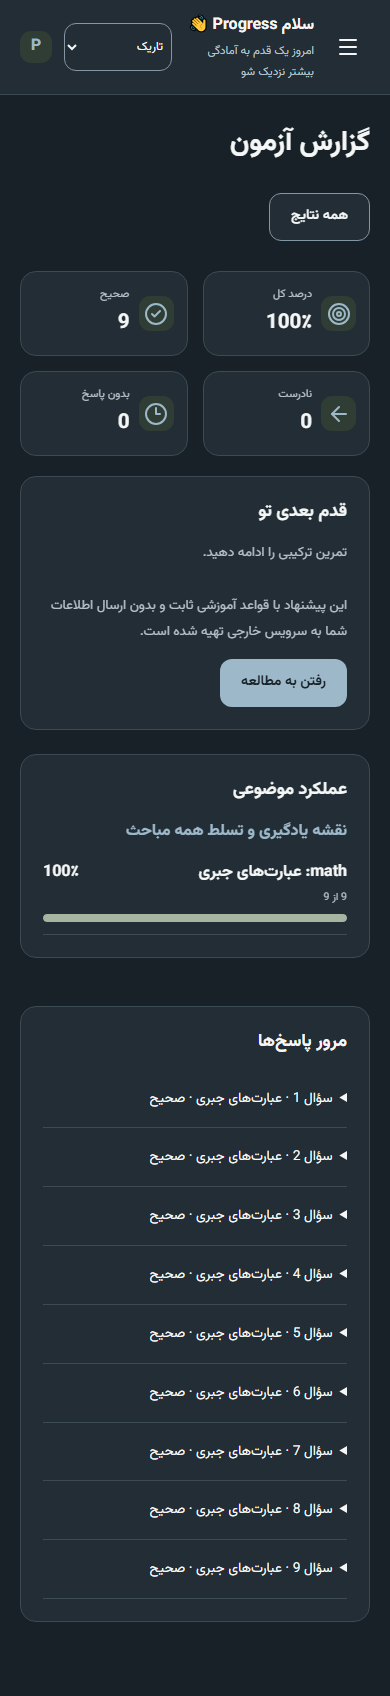 سلام Progress 👋
امروز یک قدم به آمادگی
بیشتر نزدیک شو
تاریک
P
گزارش آزمون
همه نتایج
درصد کل
100٪
صحیح
9
نادرست
0
بدون پاسخ
0
قدم بعدی تو
تمرین ترکیبی را ادامه دهید.
این پیشنهاد با قواعد آموزشی ثابت و بدون ارسال اطلاعات
شما به سرویس خارجی تهیه شده است.
رفتن به مطالعه
عملکرد موضوعی
نقشه یادگیری و تسلط همه مباحث
math: عبارت‌های جبری
100٪
9 از 9
مرور پاسخ‌ها
سؤال 1 · عبارت‌های جبری · صحیح
سؤال 2 · عبارت‌های جبری · صحیح
سؤال 3 · عبارت‌های جبری · صحیح
سؤال 4 · عبارت‌های جبری · صحیح
سؤال 5 · عبارت‌های جبری · صحیح
سؤال 6 · عبارت‌های جبری · صحیح
سؤال 7 · عبارت‌های جبری · صحیح
سؤال 8 · عبارت‌های جبری · صحیح
سؤال 9 · عبارت‌های جبری · صحیح